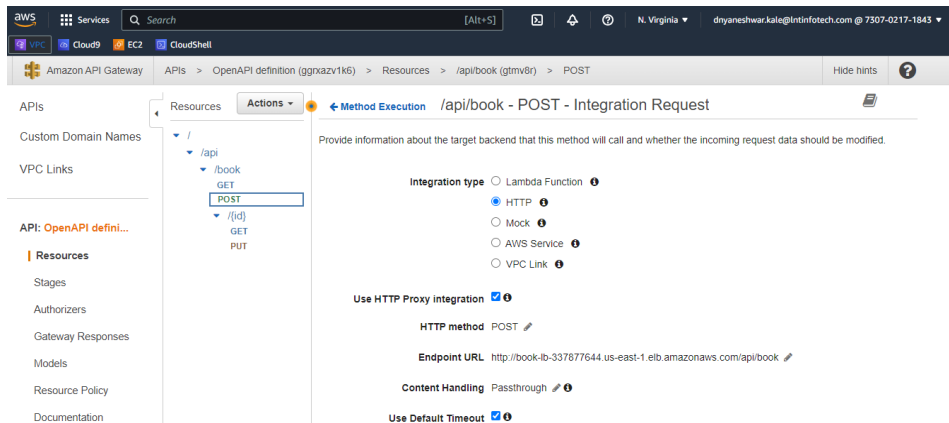 aws Services Search [Alt+S] N. Virginia dnyaneshwar.kale@lntinfotech.com @ 7307-0217-1843
VPC Cloud9 EC2 CloudShell
Amazon API Gateway APIs > OpenAPI definition (ggrxazv1k6) > Resources > /api/book (gtmv8r) > POST Hide hints ?
APIs
Custom Domain Names
VPC Links
API: OpenAPI defini...
Resources
Stages
Authorizers
Gateway Responses
Models
Resource Policy
Documentation
Resources Actions
/
/api
/book
GET
POST
/{id}
GET
PUT
Method Execution /api/book - POST - Integration Request
Provide information about the target backend that this method will call and whether the incoming request data should be modified.
Integration type Lambda Function
HTTP
Mock
AWS Service
VPC Link
Use HTTP Proxy integration
HTTP method POST
Endpoint URL http://book-lb-337877644.us-east-1.elb.amazonaws.com/api/book
Content Handling Passthrough
Use Default Timeout